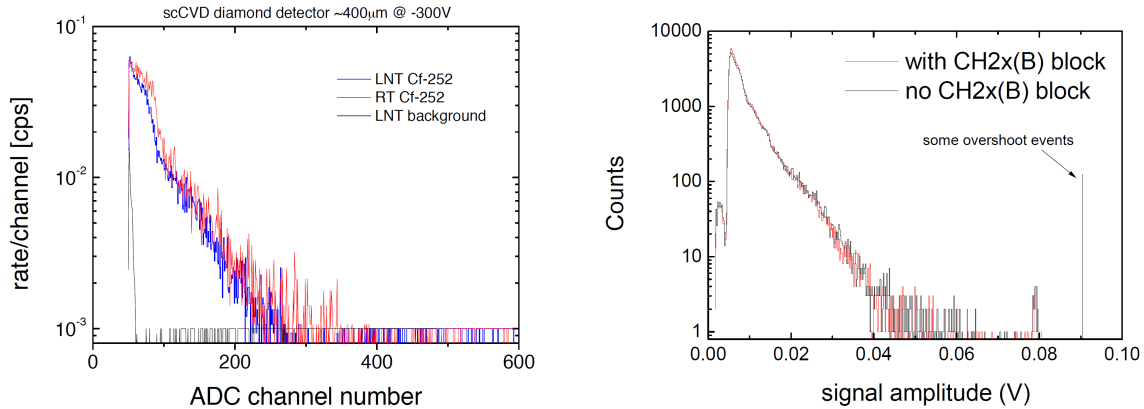 scCVD diamond detector ~400μm @ -300V
10⁻¹
10⁻²
10⁻³
rate/channel [cps]
LNT Cf-252
RT Cf-252
LNT background
0 200 400 600
ADC channel number
10000
1000
100
10
1
Counts
with CH2x(B) block
no CH2x(B) block
some overshoot events
0.00 0.02 0.04 0.06 0.08 0.10
signal amplitude (V)